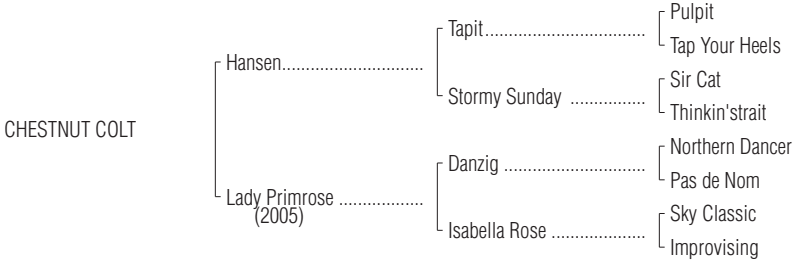 Pulpit
Tapit..................................
Tap Your Heels
Hansen..............................
Sir Cat
Stormy Sunday ................
Thinkin'strait
CHESTNUT COLT
Northern Dancer
Danzig ..............................
Pas de Nom
Lady Primrose ..................
(2005)
Sky Classic
Isabella Rose ....................
Improvising